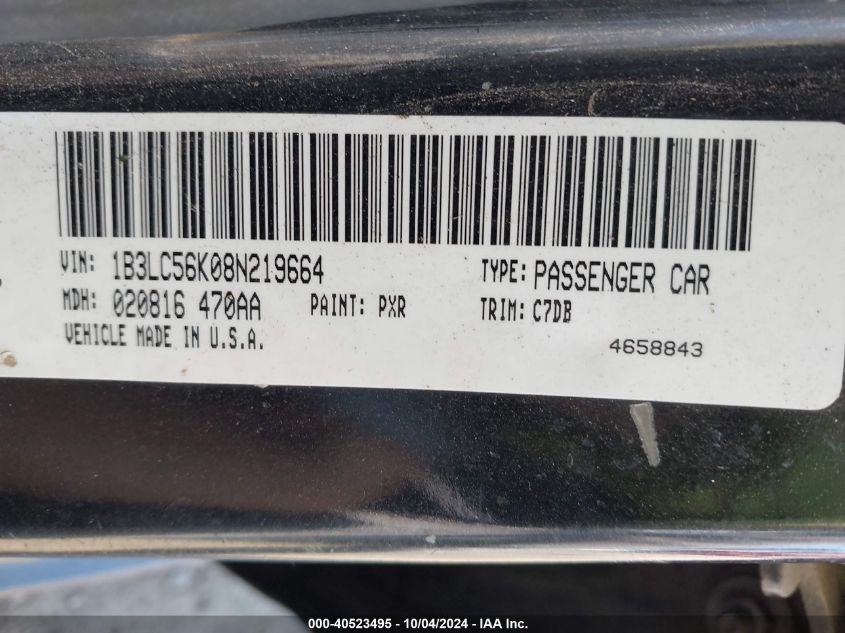 VIN: 1B3LC56K08N219664 TYPE: PASSENGER CAR
MDH: 020816 470AA PAINT: PXR TRIM: C7DB
VEHICLE MADE IN U.S.A. 4658843
000-40523495 - 10/04/2024 - IAA Inc.